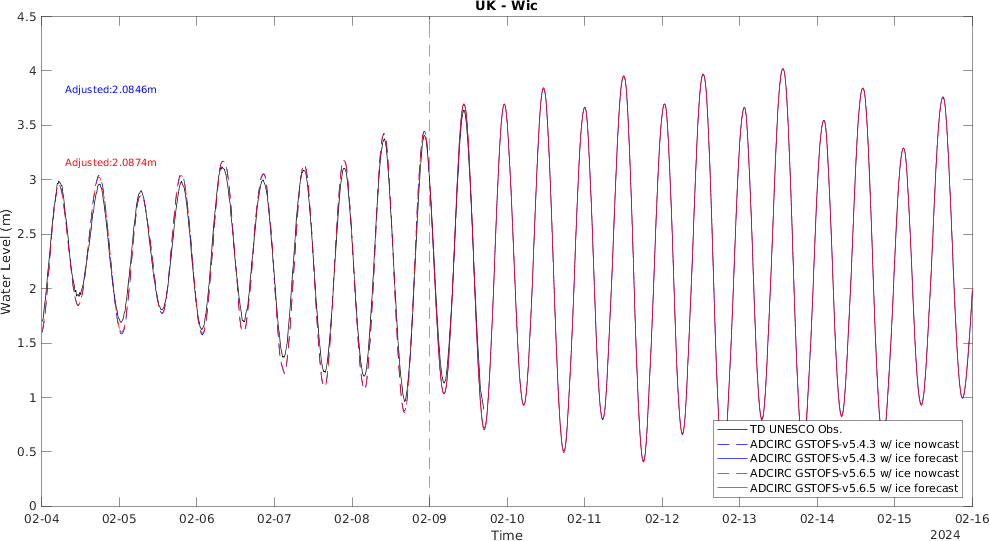 UK - Wic
4.5
4
3.5
3
2.5
2
1.5
1
0.5
0
Water Level (m)
Adjusted:2.0846m
Adjusted:2.0874m
TD UNESCO Obs.
ADCIRC GSTOFS-v5.4.3 w/ ice nowcast
ADCIRC GSTOFS-v5.4.3 w/ ice forecast
ADCIRC GSTOFS-v5.6.5 w/ ice nowcast
ADCIRC GSTOFS-v5.6.5 w/ ice forecast
02-04 02-05 02-06 02-07 02-08 02-09 02-10 02-11 02-12 02-13 02-14 02-15 02-16
Time
2024